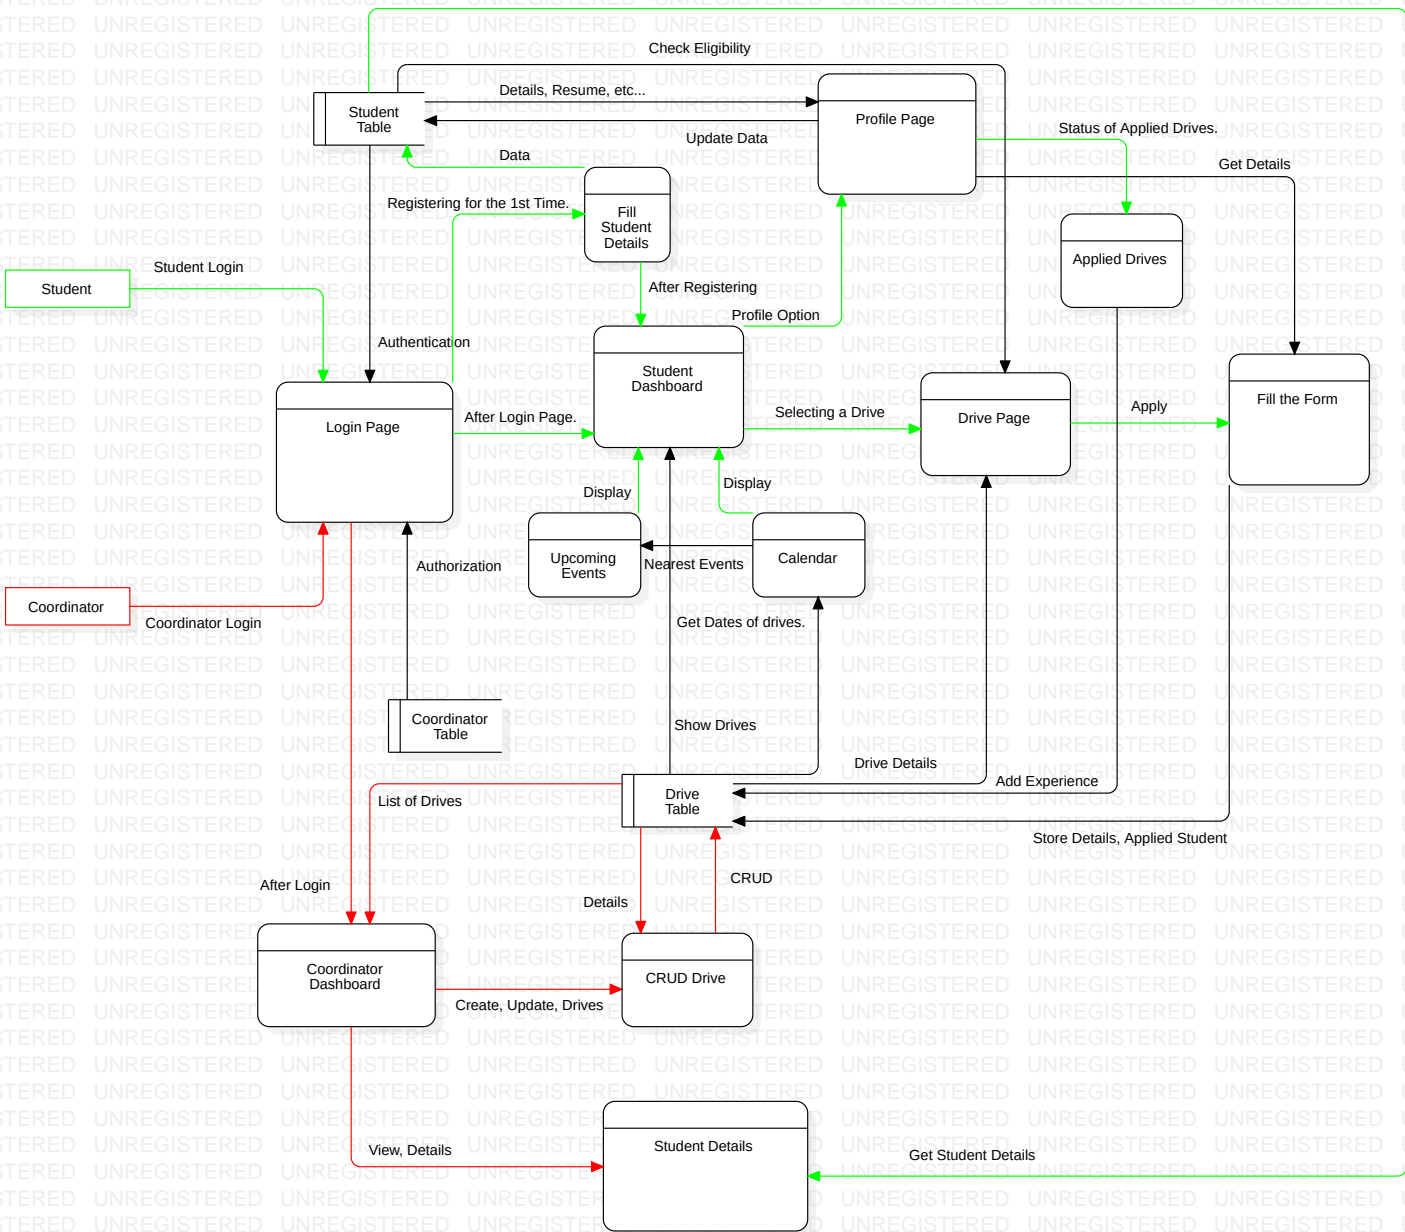 Check Eligibility
Details, Resume, etc...
Student
Table
Profile Page
Update Data
Status of Applied Drives.
Data
Get Details
Registering for the 1st Time.
Fill
Student
Details
Applied Drives
Student Login
Student
After Registering
Profile Option
Authentication
Student
Dashboard
Login Page
After Login Page.
Selecting a Drive
Drive Page
Apply
Fill the Form
Display
Display
Upcoming
Events
Nearest Events
Calendar
Authorization
Coordinator
Coordinator Login
Get Dates of drives.
Coordinator
Table
Show Drives
Drive Details
Add Experience
List of Drives
Drive
Table
Store Details, Applied Student
After Login
Details
CRUD
Coordinator
Dashboard
CRUD Drive
Create, Update, Drives
View, Details
Student Details
Get Student Details
UNREGISTERED